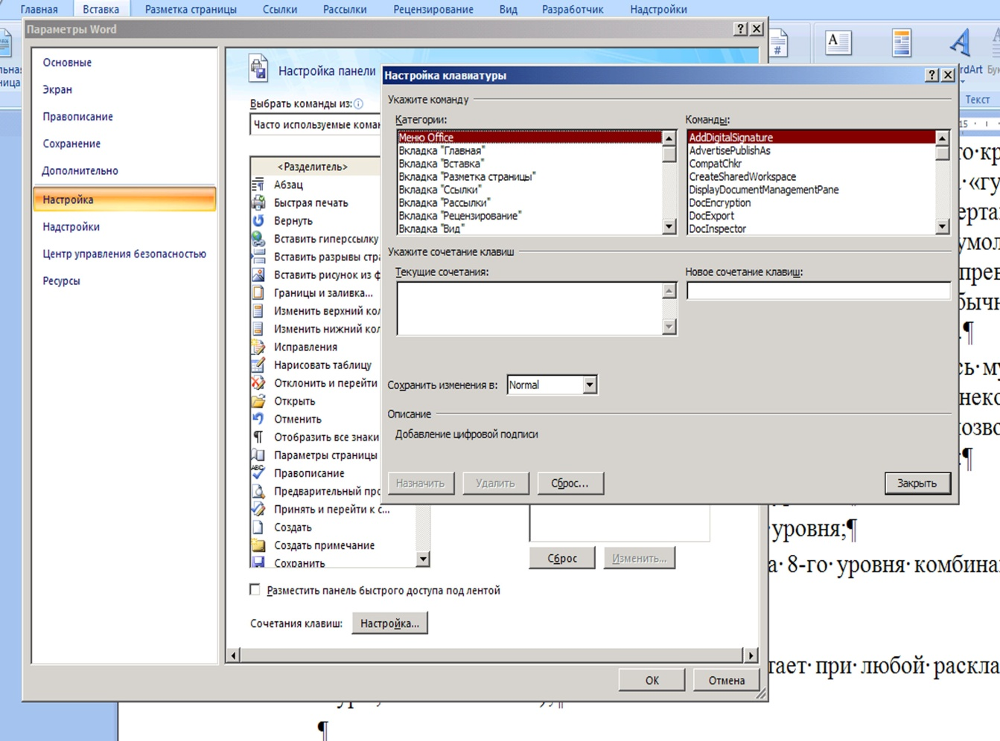 Главная Вставка Разметка страницы Ссылки Рассылки Рецензирование Вид Разработчик Надстройки
Параметры Word
Основные
Экран
Правописание
Сохранение
Дополнительно
Настройка
Надстройки
Центр управления безопасностью
Ресурсы
Настройка панели
Выбрать команды из:
Часто используемые коман
<Разделитель>
Абзац
Быстрая печать
Вернуть
Вставить гиперссылку
Вставить разрывы стра
Вставить рисунок из ф
Границы и заливка...
Изменить верхний кол
Изменить нижний кол
Исправления
Нарисовать таблицу
Отклонить и перейти
Открыть
Отменить
Отобразить все знаки
Параметры страницы
Правописание
Предварительный про
Принять и перейти к с...
Создать
Создать примечание
Сохранить
Сброс Изменить...
Разместить панель быстрого доступа под лентой
Сочетания клавиш: Настройка...
OK Отмена
Настройка клавиатуры
Укажите команду
Категории:
Меню Office
Вкладка "Главная"
Вкладка "Вставка"
Вкладка "Разметка страницы"
Вкладка "Ссылки"
Вкладка "Рассылки"
Вкладка "Рецензирование"
Вкладка "Вид"
Команды:
AddDigitalSignature
AdvertisePublishAs
CompatChkr
CreateSharedWorkspace
DisplayDocumentManagementPane
DocEncryption
DocExport
DocInspector
Укажите сочетание клавиш
Текущие сочетания:
Новое сочетание клавиш:
Сохранить изменения в: Normal
Описание
Добавление цифровой подписи
Назначить Удалить Сброс... Закрыть
rdArt Бук
Текст
15
о·кр
·«гу
ерта
умол
прев
бычн
¶
сь·му
неко
озво
¶
·уровня;¶
а·8-го·уровня·комбина
тает·при·любой·раскла
¶